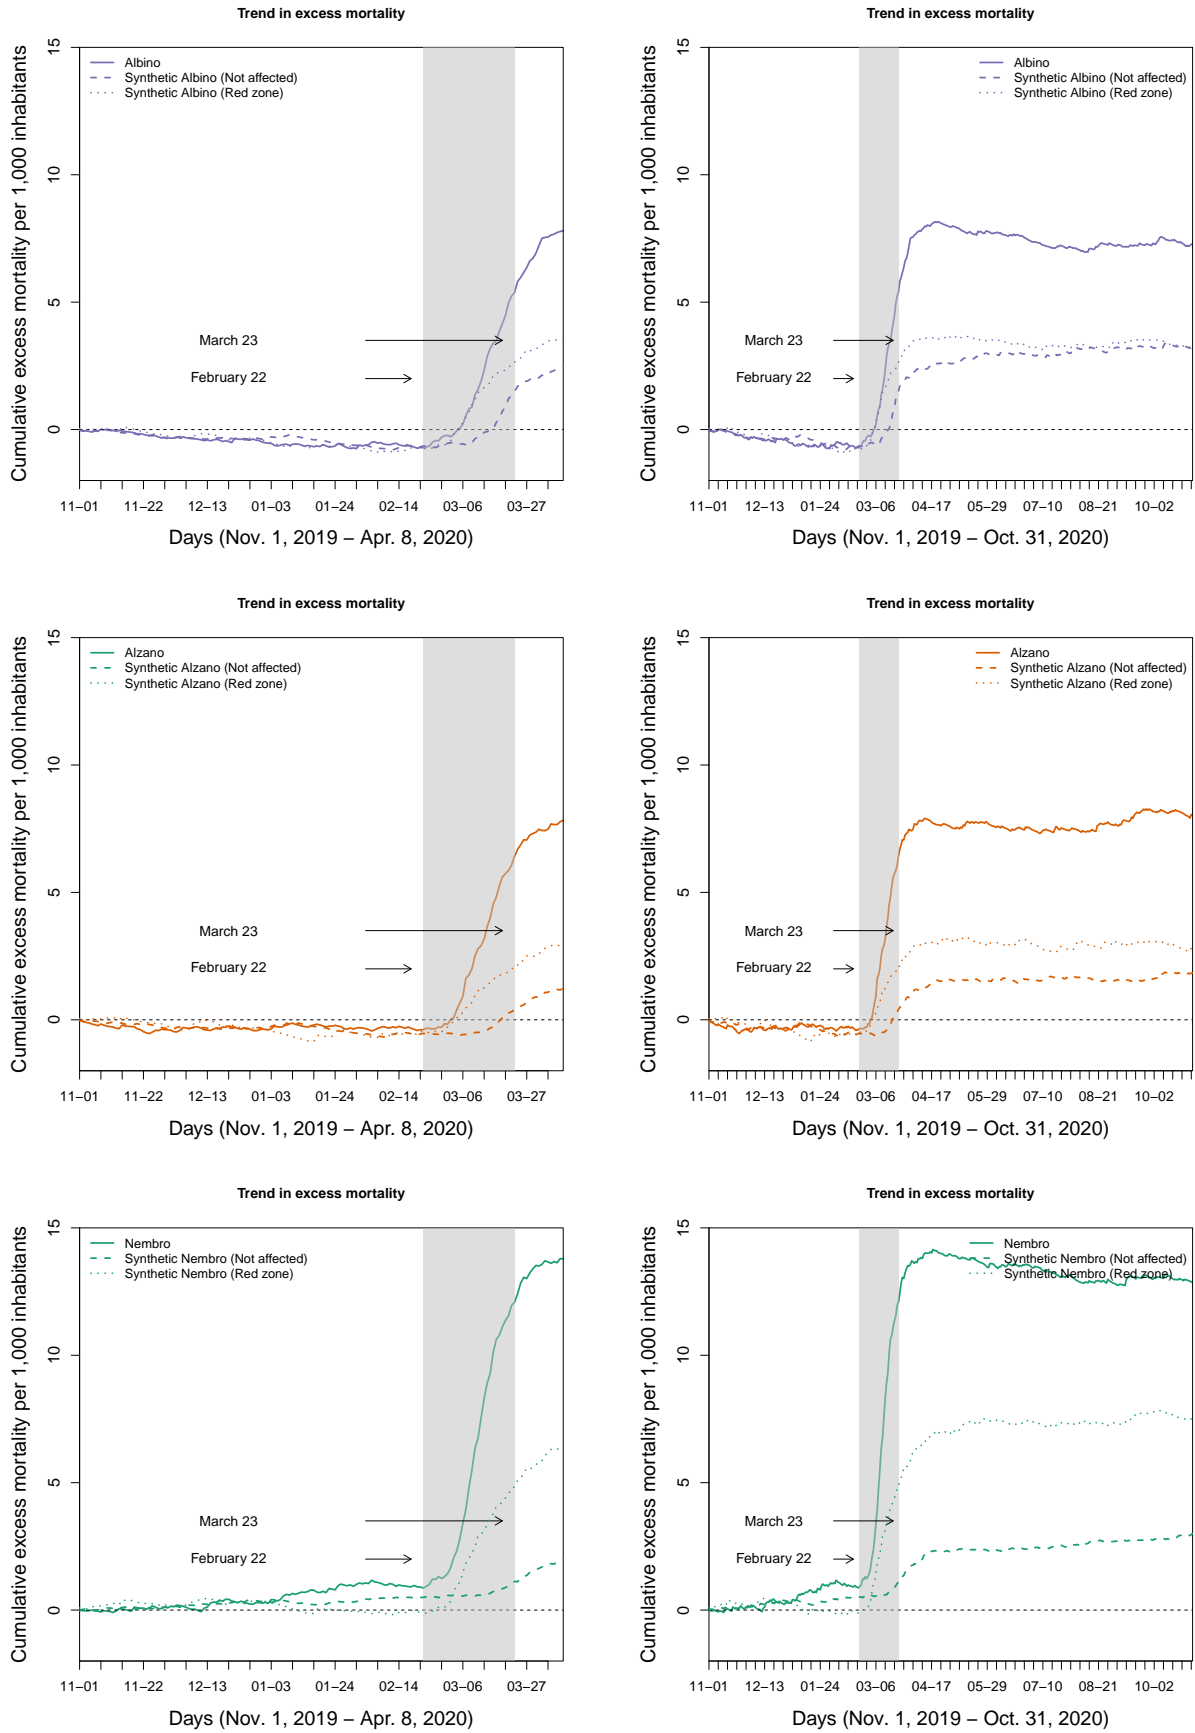 Trend in excess mortality
Cumulative excess mortality per 1,000 inhabitants
15
10
5
0
Albino
Synthetic Albino (Not affected)
Synthetic Albino (Red zone)
March 23
February 22
11–01 11–22 12–13 01–03 01–24 02–14 03–06 03–27
Days (Nov. 1, 2019 – Apr. 8, 2020)
Trend in excess mortality
Cumulative excess mortality per 1,000 inhabitants
15
10
5
0
Albino
Synthetic Albino (Not affected)
Synthetic Albino (Red zone)
March 23
February 22
11–01 12–13 01–24 03–06 04–17 05–29 07–10 08–21 10–02
Days (Nov. 1, 2019 – Oct. 31, 2020)
Trend in excess mortality
Cumulative excess mortality per 1,000 inhabitants
15
10
5
0
Alzano
Synthetic Alzano (Not affected)
Synthetic Alzano (Red zone)
March 23
February 22
11–01 11–22 12–13 01–03 01–24 02–14 03–06 03–27
Days (Nov. 1, 2019 – Apr. 8, 2020)
Trend in excess mortality
Cumulative excess mortality per 1,000 inhabitants
15
10
5
0
Alzano
Synthetic Alzano (Not affected)
Synthetic Alzano (Red zone)
March 23
February 22
11–01 12–13 01–24 03–06 04–17 05–29 07–10 08–21 10–02
Days (Nov. 1, 2019 – Oct. 31, 2020)
Trend in excess mortality
Cumulative excess mortality per 1,000 inhabitants
15
10
5
0
Nembro
Synthetic Nembro (Not affected)
Synthetic Nembro (Red zone)
March 23
February 22
11–01 11–22 12–13 01–03 01–24 02–14 03–06 03–27
Days (Nov. 1, 2019 – Apr. 8, 2020)
Trend in excess mortality
Cumulative excess mortality per 1,000 inhabitants
15
10
5
0
Nembro
Synthetic Nembro (Not affected)
Synthetic Nembro (Red zone)
March 23
February 22
11–01 12–13 01–24 03–06 04–17 05–29 07–10 08–21 10–02
Days (Nov. 1, 2019 – Oct. 31, 2020)